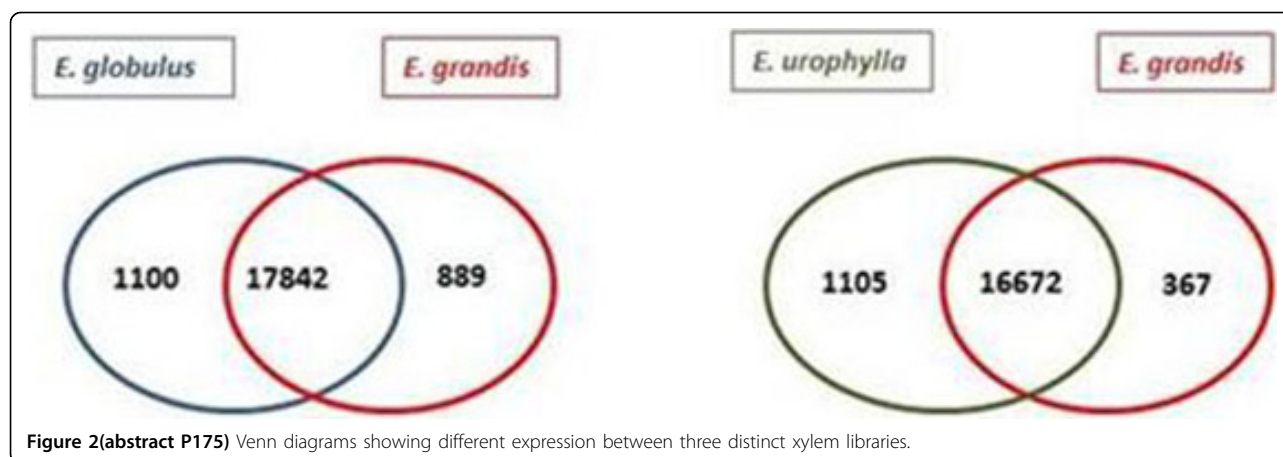 E. globulus E. grandis E. urophylla E. grandis
1100 17842 889 1105 16672 367
Figure 2(abstract P175) Venn diagrams showing different expression between three distinct xylem libraries.